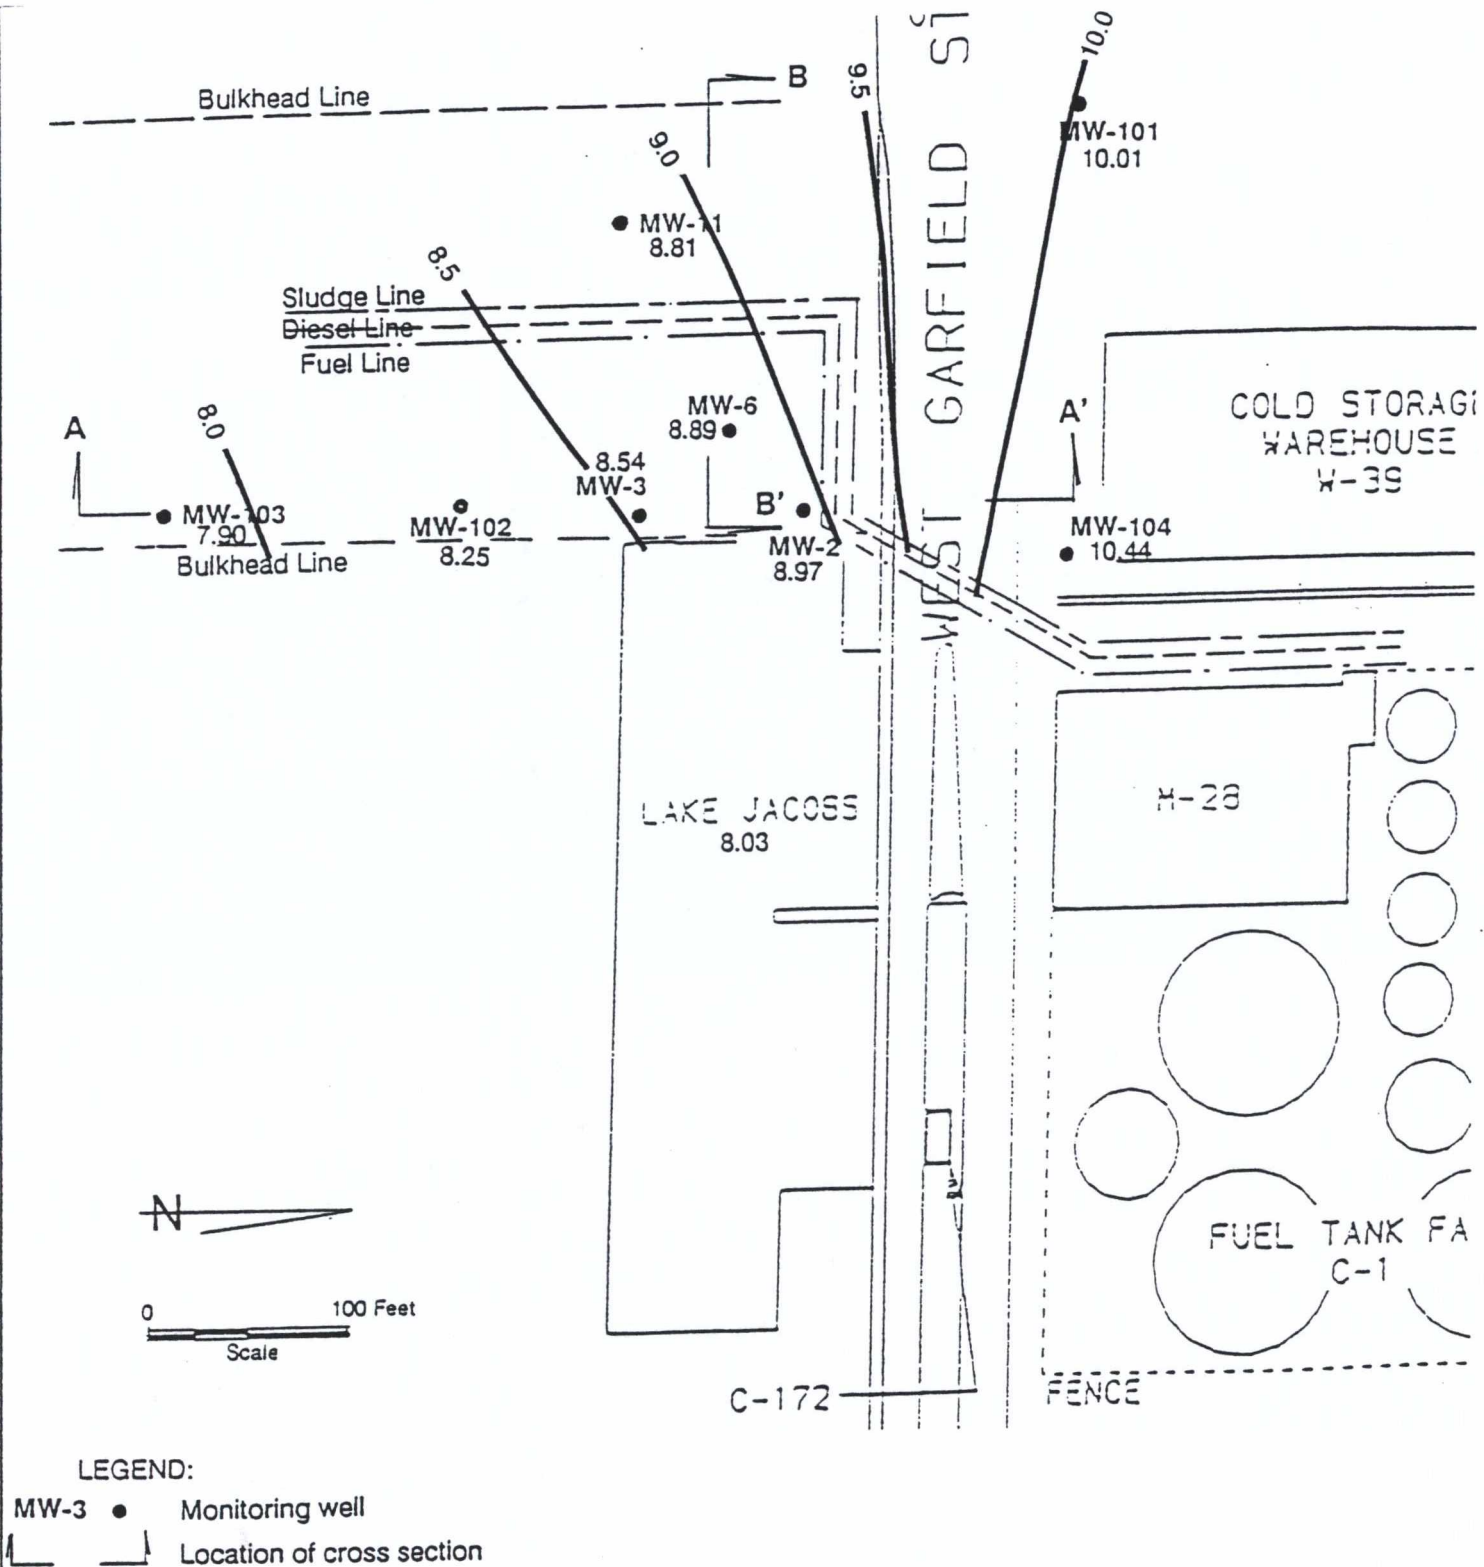 10.0
B
9.5
WEST GARFIELD ST
Bulkhead Line
MW-101
10.01
9.0
MW-11
8.81
8.5
Sludge Line
Diesel Line
Fuel Line
COLD STORAG
WAREHOUSE
W-39
MW-6
8.89
A
8.0
A'
8.54
MW-3
B'
MW-103
7.90
MW-102
8.25
MW-104
10.44
MW-2
8.97
Bulkhead Line
LAKE JACOBS
8.03
M-28
N
FUEL TANK FA
C-1
0
100 Feet
Scale
C-172
FENCE
LEGEND:
MW-3
Monitoring well
Location of cross section